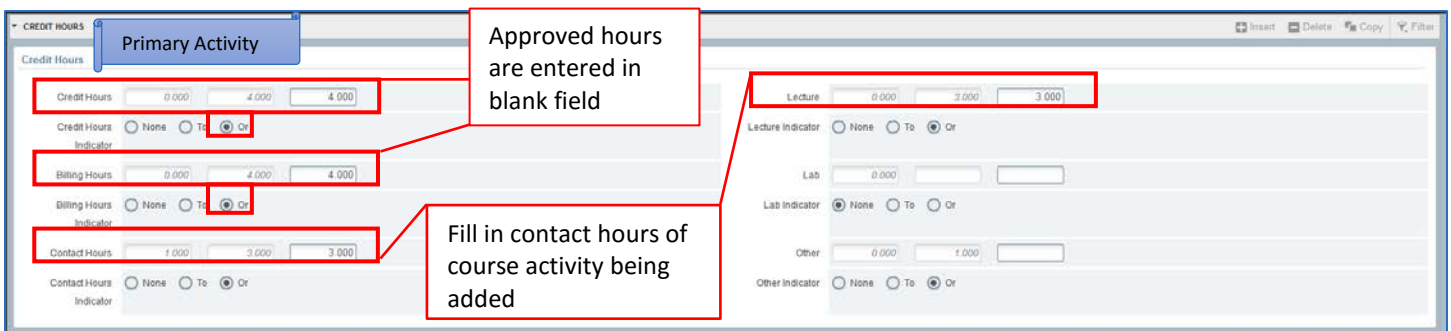 CREDIT HOURS
Insert Delete Copy Filter
Primary Activity
Approved hours
are entered in
blank field
Credit Hours
Credit Hours 0.000 4.000 4.000
Lecture 0.000 3.000 3.000
Credit Hours None To Or
Indicator
Lecture Indicator None To Or
Billing Hours 0.000 4.000 4.000
Lab 0.000
Billing Hours None To Or
Indicator
Lab Indicator None To Or
Fill in contact hours of
course activity being
added
Contact Hours 1.000 3.000 3.000
Other 0.000 1.000
Contact Hours None To Or
Indicator
Other Indicator None To Or